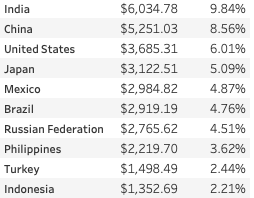 India $6,034.78 9.84%
China $5,251.03 8.56%
United States $3,685.31 6.01%
Japan $3,122.51 5.09%
Mexico $2,984.82 4.87%
Brazil $2,919.19 4.76%
Russian Federation $2,765.62 4.51%
Philippines $2,219.70 3.62%
Turkey $1,498.49 2.44%
Indonesia $1,352.69 2.21%